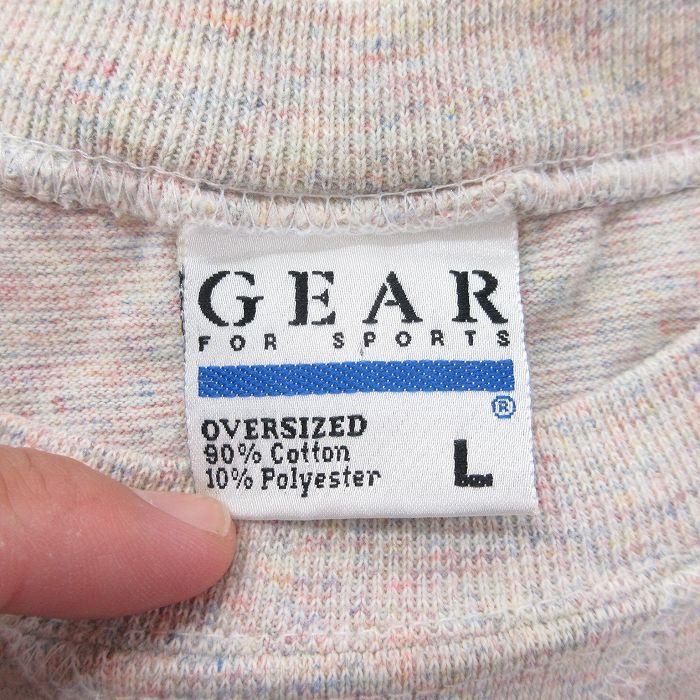 GEAR
FOR SPORTS
®
OVERSIZED
90% Cotton
10% Polyester
L